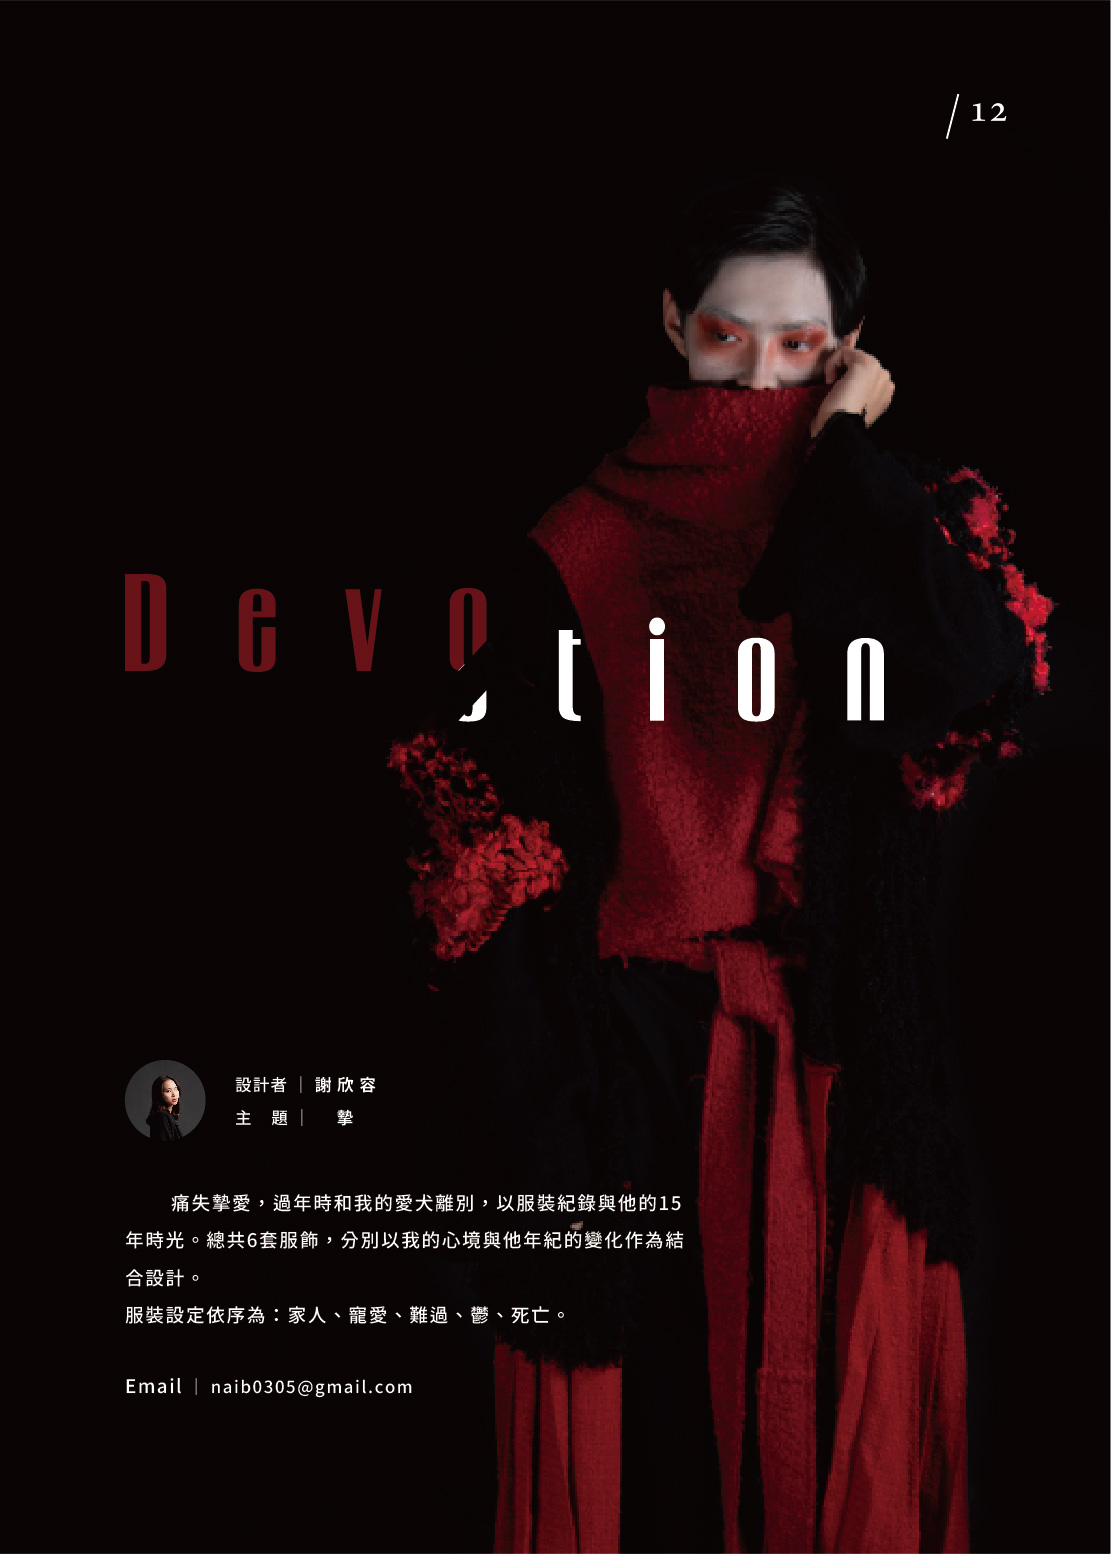 / 12
Devotion
設計者｜謝欣容
主 題｜ 摯
痛失摯愛，過年時和我的愛犬離別，以服裝紀錄與他的15
年時光。總共6套服飾，分別以我的心境與他年紀的變化作為結
合設計。
服裝設定依序為：家人、寵愛、難過、鬱、死亡。
Email｜naib0305@gmail.com